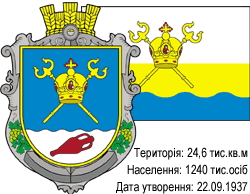 Територія: 24,6 тис.кв.м
Населення: 1240 тис.осіб
Дата утворення: 22.09.1937